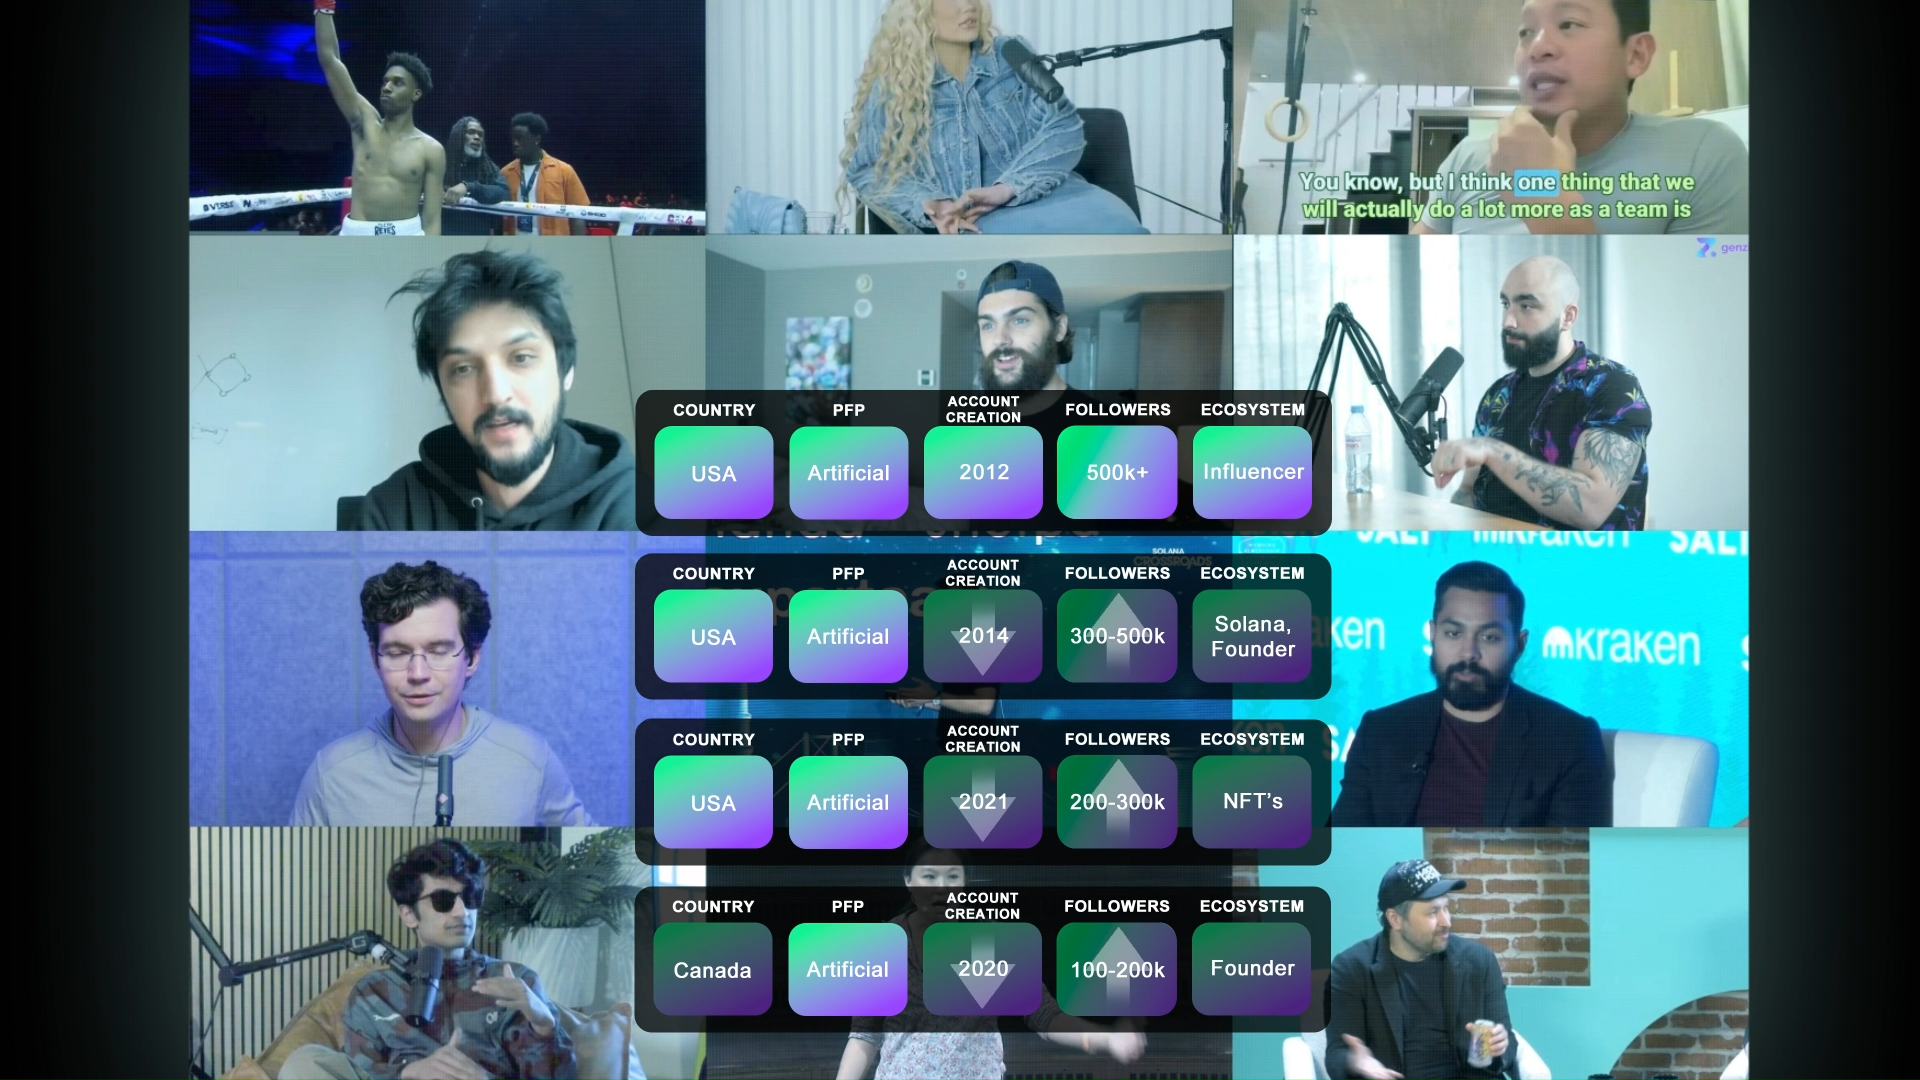 VERSE
REYES
You know, but I think one thing that we
will actually do a lot more as a team is
genz
COUNTRY PFP ACCOUNT CREATION FOLLOWERS ECOSYSTEM
USA Artificial 2012 500k+ Influencer
SOLANA
CROSSROADS
COUNTRY PFP ACCOUNT CREATION FOLLOWERS ECOSYSTEM
USA Artificial 2014 300-500k Solana, Founder
kraken
COUNTRY PFP ACCOUNT CREATION FOLLOWERS ECOSYSTEM
USA Artificial 2021 200-300k NFT’s
COUNTRY PFP ACCOUNT CREATION FOLLOWERS ECOSYSTEM
Canada Artificial 2020 100-200k Founder